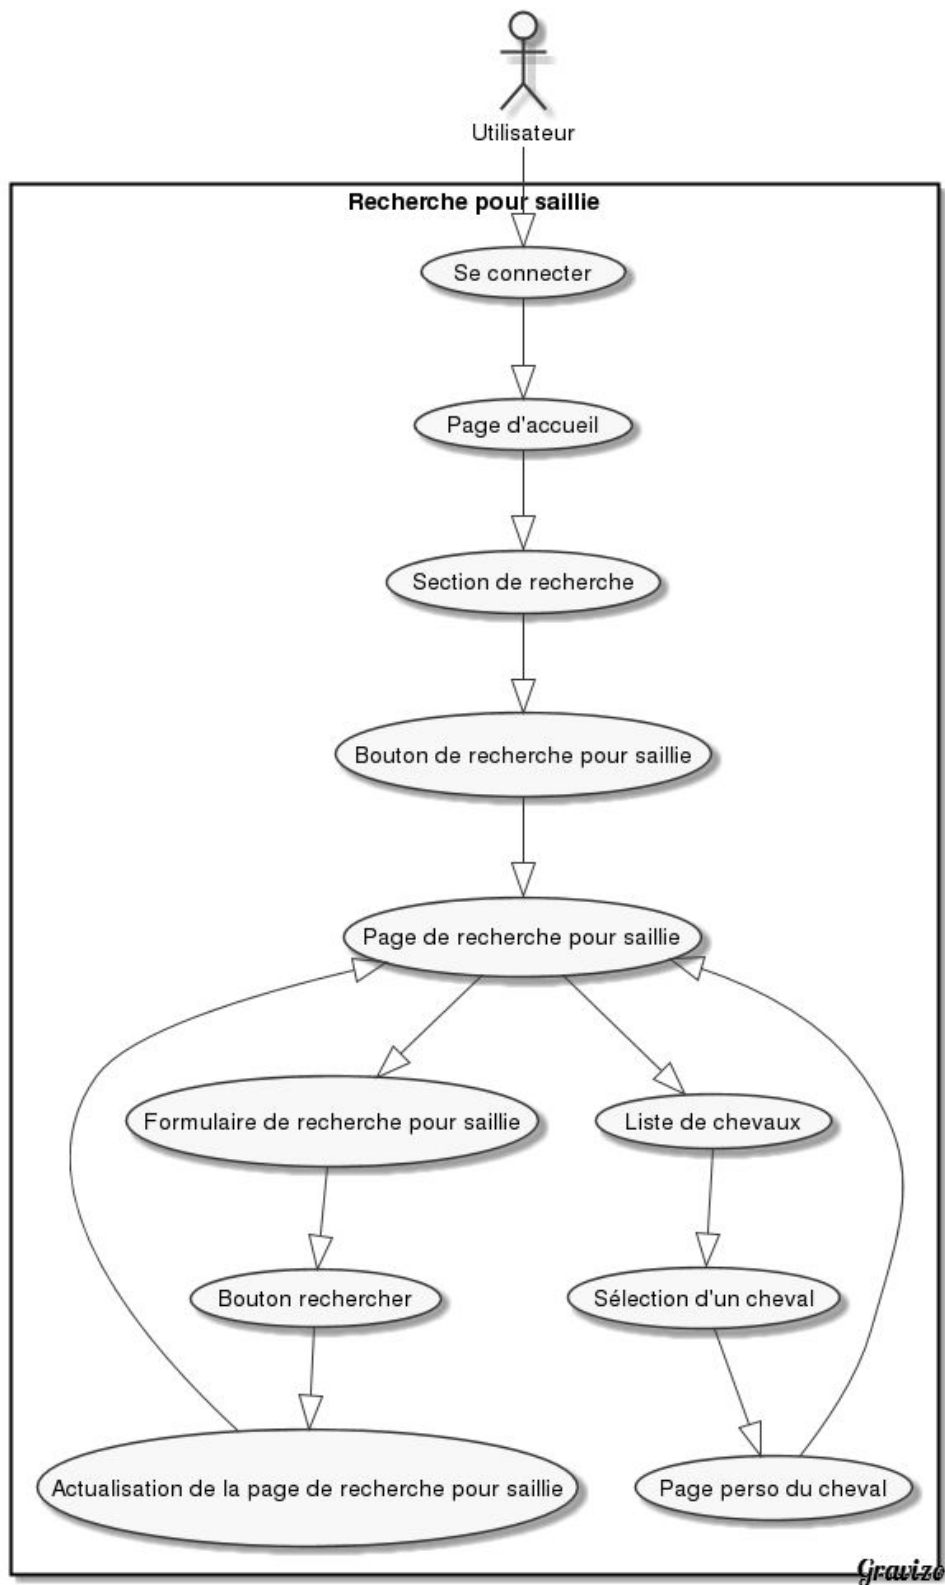 Utilisateur
Recherche pour saillie
Se connecter
Page d'accueil
Section de recherche
Bouton de recherche pour saillie
Page de recherche pour saillie
Formulaire de recherche pour saillie
Liste de chevaux
Bouton rechercher
Sélection d'un cheval
Actualisation de la page de recherche pour saillie
Page perso du cheval
Gravizo